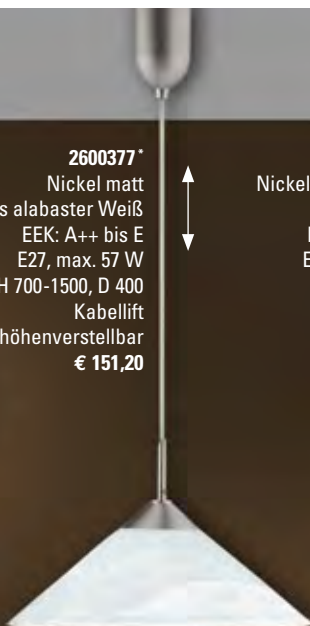 2600377*
Nickel matt
s alabaster Weiß
EEK: A++ bis E
E27, max. 57 W
H 700-1500, D 400
Kabellift
höhenverstellbar
€ 151,20
Nickel
E